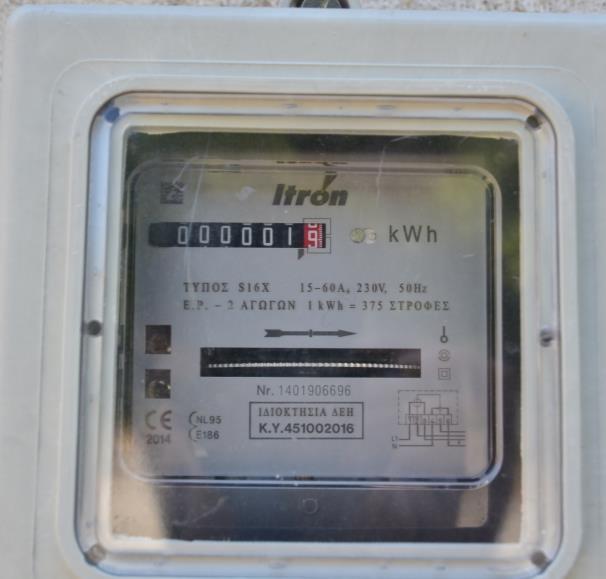 Itron
0000019
kWh
ΤΥΠΟΣ S16X 15-60A, 230V, 50Hz
Ε.Ρ. - 2 ΑΓΩΓΩΝ 1 kWh = 375 ΣΤΡΟΦΕΣ
Nr. 1401906696
ΙΔΙΟΚΤΗΣΙΑ ΔΕΗ
Κ.Υ.451002016
CE
2014
NL95
E186
L1
N